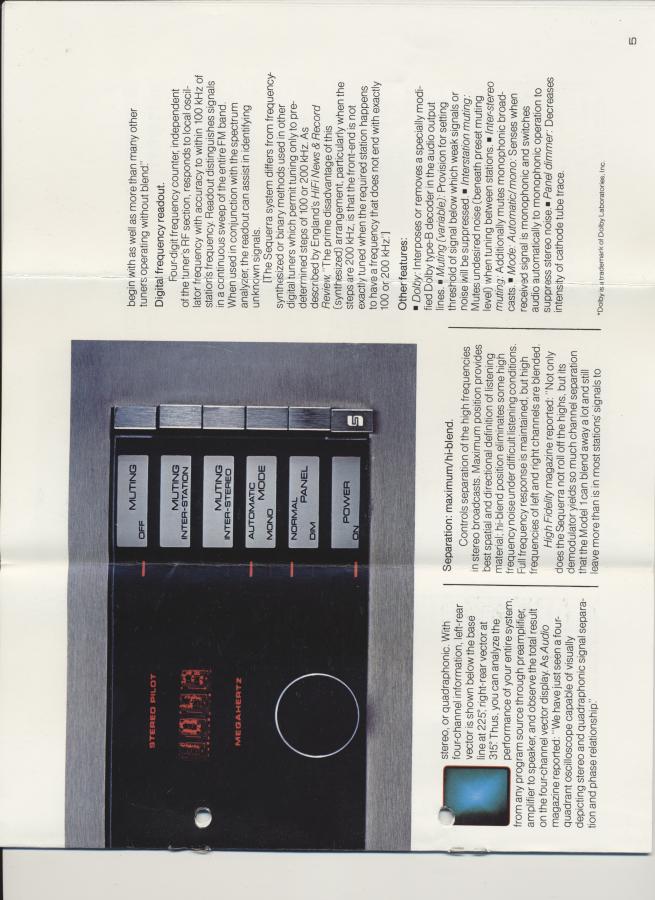 STEREO PILOT
MEGAHERTZ
OFF MUTING
MUTING
INTER-STATION
MUTING
INTER-STEREO
AUTOMATIC
MODE
MONO
NORMAL
PANEL
DIM
POWER
ON
stereo, or quadraphonic. With
four-channel information, left-rear
vector is shown below the base
line at 225°, right-rear vector at
315°. Thus, you can analyze the
performance of your entire system,
from any program source through preamplifier,
amplifier to speaker, and observe the total result
on the four-channel vector display. As Audio
magazine reported: "We have just seen a four-
quadrant oscilloscope capable of visually
depicting stereo and quadraphonic signal separa-
tion and phase relationship."
Separation: maximum/hi-blend.
Controls separation of the high frequencies
in stereo broadcasts. Maximum position provides
best spatial and directional definition of listening
material; hi-blend position eliminates some high
frequency noise under difficult listening conditions.
Full frequency response is maintained, but high
frequencies of left and right channels are blended.
High Fidelity magazine reported: "Not only
does the Sequerra not roll off the highs, but its
demodulator yields so much channel separation
that the Model 1 can blend away a lot and still
leave more than is in most stations' signals to
begin with as well as more than many other
tuners operating without blend."
Digital frequency readout.
Four-digit frequency counter, independent
of the tuner's RF section, responds to local oscil-
lator frequency with accuracy to within 100 kHz of
station's frequency. Readout distinguishes signals
in a continuous sweep of the entire FM band.
When used in conjunction with the spectrum
analyzer, the readout can assist in identifying
unknown signals.
[The Sequerra system differs from frequency-
synthesized or binary methods used in other
digital tuners which permit tuning only to pre-
determined steps of 100 or 200 kHz. As
described by England's HiFi News & Record
Review, "The prime disadvantage of this
(synthesized) arrangement, particularly when the
steps are 200 kHz, is that the front-end is not
exactly tuned when the required station happens
to have a frequency that does not end with exactly
100 or 200 kHz."]
Other features:
■ Dolby: Interposes or removes a specially modi-
fied Dolby type-B decoder in the audio output
lines. ■ Muting (variable): Provision for setting
threshold of signal below which weak signals or
noise will be suppressed. ■ Interstation muting:
Mutes undesired noise (beneath preset muting
level) when tuning between stations. ■ Inter-stereo
muting: Additionally mutes monophonic broad-
casts. ■ Mode: Automatic/mono: Senses when
received signal is monophonic and switches
audio automatically to monophonic operation to
suppress stereo noise. ■ Panel dimmer: Decreases
intensity of cathode tube trace.
*Dolby is a trademark of Dolby Laboratories, Inc.
5